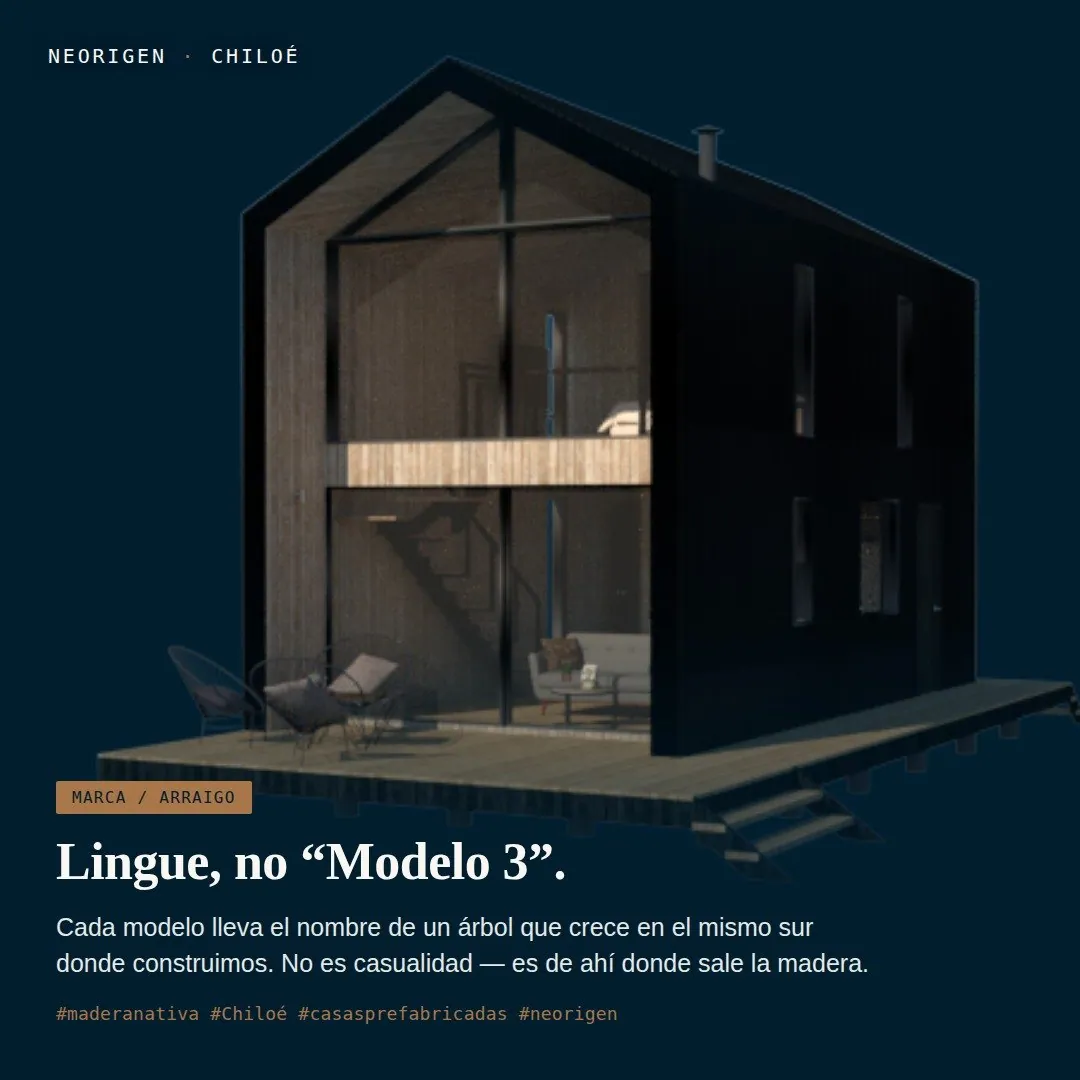 NEORIGEN · CHILOÉ
MARCA / ARRAIGO
Lingue, no “Modelo 3”.
Cada modelo lleva el nombre de un árbol que crece en el mismo sur
donde construimos. No es casualidad — es de ahí donde sale la madera.
#maderanativa #Chiloé #casasprefabricadas #neorigen